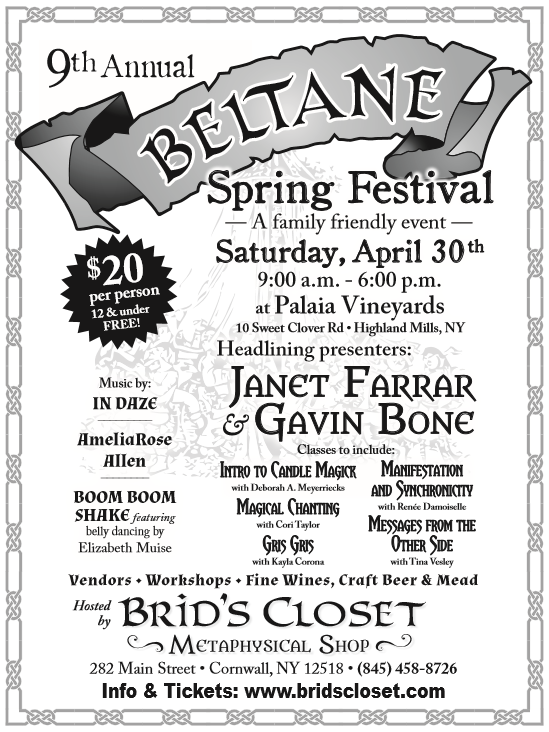 9th Annual
BELTANE
Spring Festival
— A family friendly event —
Saturday, April 30th
9:00 a.m. - 6:00 p.m.
at Palaia Vineyards
10 Sweet Clover Rd • Highland Mills, NY
$20
per person
12 & under
FREE!
Headlining presenters:
JANET FARRAR
& GAVIN BONE
Music by:
IN DAZE
AmeliaRose
Allen
BOOM BOOM
SHAKE featuring
belly dancing by
Elizabeth Muise
Classes to include:
INTRO TO CANDLE MAGICK
with Deborah A. Meyerriecks
MAGICAL CHANTING
with Cori Taylor
GRIS GRIS
with Kayla Corona
MANIFESTATION
AND SYNCHRONICITY
with Renée Damoiselle
MESSAGES FROM THE
OTHER SIDE
with Tina Vesley
Vendors • Workshops • Fine Wines, Craft Beer & Mead
Hosted
by
BRID'S CLOSET
METAPHYSICAL SHOP
282 Main Street • Cornwall, NY 12518 • (845) 458-8726
Info & Tickets: www.bridscloset.com